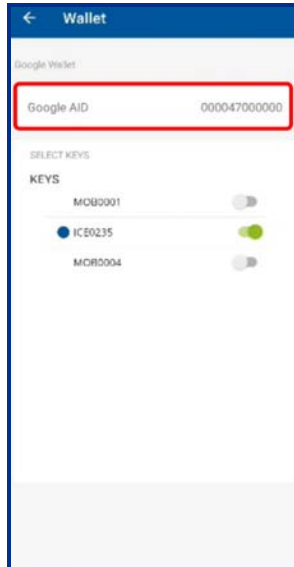 Wallet
Google Wallet
Google AID 000047000000
SELECT KEYS
KEYS
MOB0001
ICE0235
MOB0004